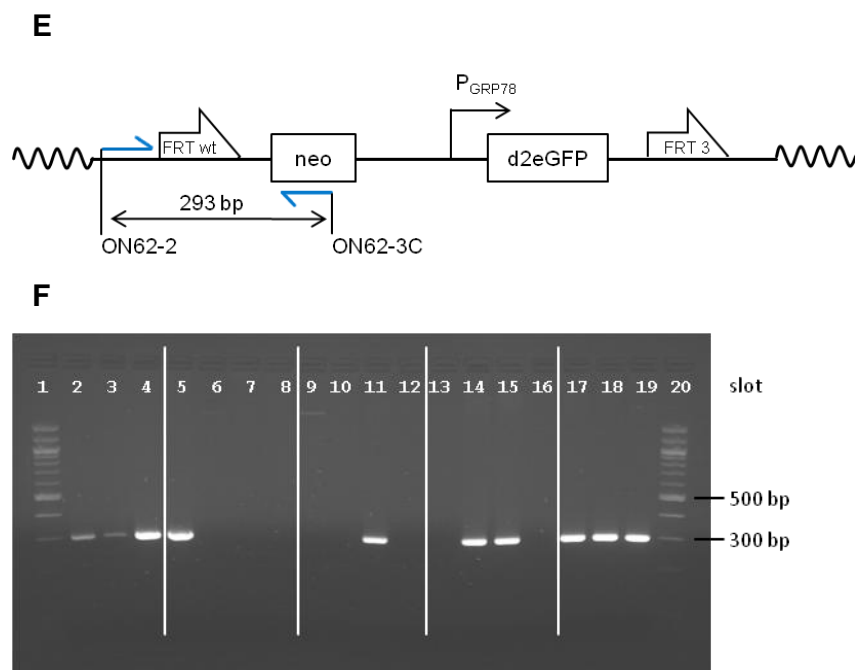 E
P GRP78
FRT wt
neo
d2eGFP
FRT 3
293 bp
ON62-2
ON62-3C
F
1 2 3 4 5 6 7 8 9 10 11 12 13 14 15 16 17 18 19 20 slot
500 bp
300 bp